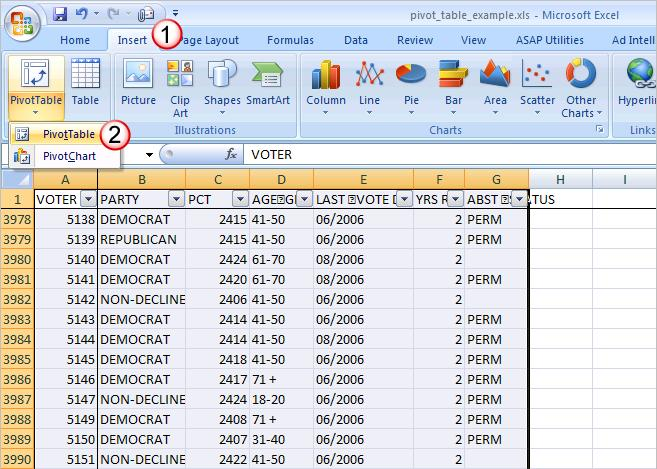 pivot_table_example.xls - Microsoft Excel
Home Insert 1 Page Layout Formulas Data Review View ASAP Utilities Ad Intell
PivotTable Table Picture Clip Art Shapes SmartArt Column Line Pie Bar Area Scatter Other Charts Hyperlin
Illustrations Charts Links
PivotTable 2
PivotChart
fx VOTER
A B C D E F G H I
1 VOTER PARTY PCT AGE GI LAST VOTE D YRS R ABST S TATUS
3978 5138 DEMOCRAT 2415 41-50 06/2006 2 PERM
3979 5139 REPUBLICAN 2415 41-50 06/2006 2 PERM
3980 5140 DEMOCRAT 2424 61-70 08/2006 2
3981 5141 DEMOCRAT 2420 61-70 08/2006 2 PERM
3982 5142 NON-DECLINE 2406 41-50 06/2006 2
3983 5143 DEMOCRAT 2414 41-50 06/2006 2 PERM
3984 5144 DEMOCRAT 2414 41-50 08/2006 2 PERM
3985 5145 DEMOCRAT 2418 41-50 06/2006 2 PERM
3986 5146 DEMOCRAT 2417 71 + 06/2006 2 PERM
3987 5147 NON-DECLINE 2424 18-20 06/2006 2 PERM
3988 5149 DEMOCRAT 2408 71 + 06/2006 2 PERM
3989 5150 DEMOCRAT 2407 31-40 06/2006 2 PERM
3990 5151 NON-DECLINE 2422 41-50 06/2006 2